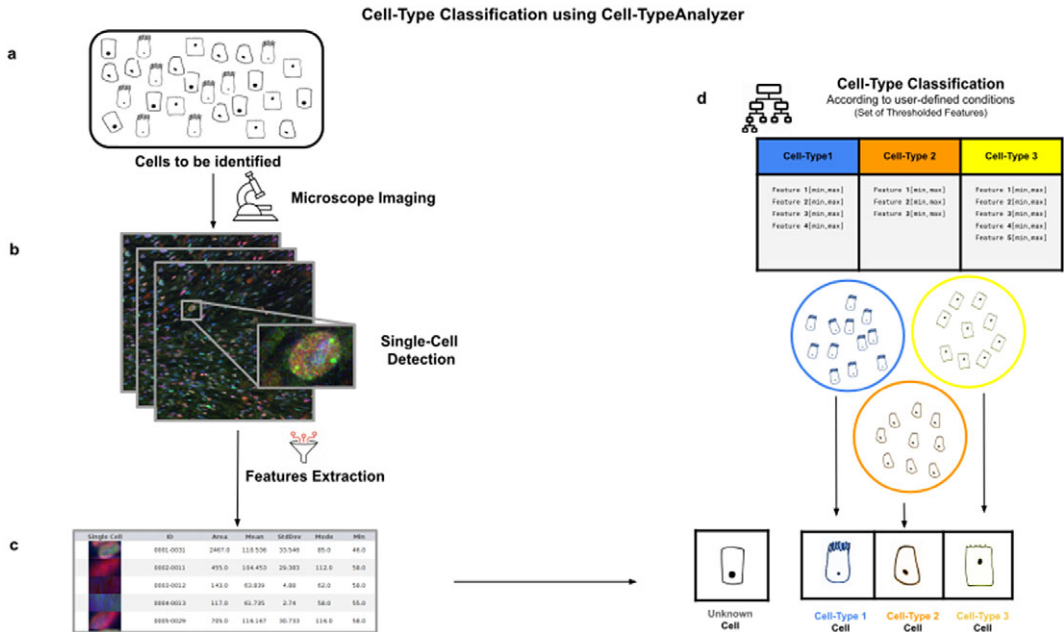 Cell-Type Classification using Cell-TypeAnalyzer
a
Cells to be identified
Microscope Imaging
b
Single-Cell
Detection
Features Extraction
c
Single Cell ID Area Mean StdDev Mode Min
0001-0031 2467.0 110.536 33.546 85.0 46.0
0002-0011 455.0 104.453 29.383 112.0 58.0
0003-0012 143.0 63.839 4.88 62.0 50.0
0004-0013 117.0 61.735 2.74 58.0 55.0
0005-0029 705.0 116.167 30.733 116.0 58.0
d
Cell-Type Classification
According to user-defined conditions
(Set of Thresholded Features)
Cell-Type1 Cell-Type 2 Cell-Type 3
Feature 1[min,max] Feature 1[min,max] Feature 1[min,max]
Feature 2[min,max] Feature 2[min,max] Feature 2[min,max]
Feature 3[min,max] Feature 3[min,max] Feature 3[min,max]
Feature 4[min,max] Feature 4[min,max]
Feature 5[min,max]
Unknown
Cell
Cell-Type 1
Cell
Cell-Type 2
Cell
Cell-Type 3
Cell